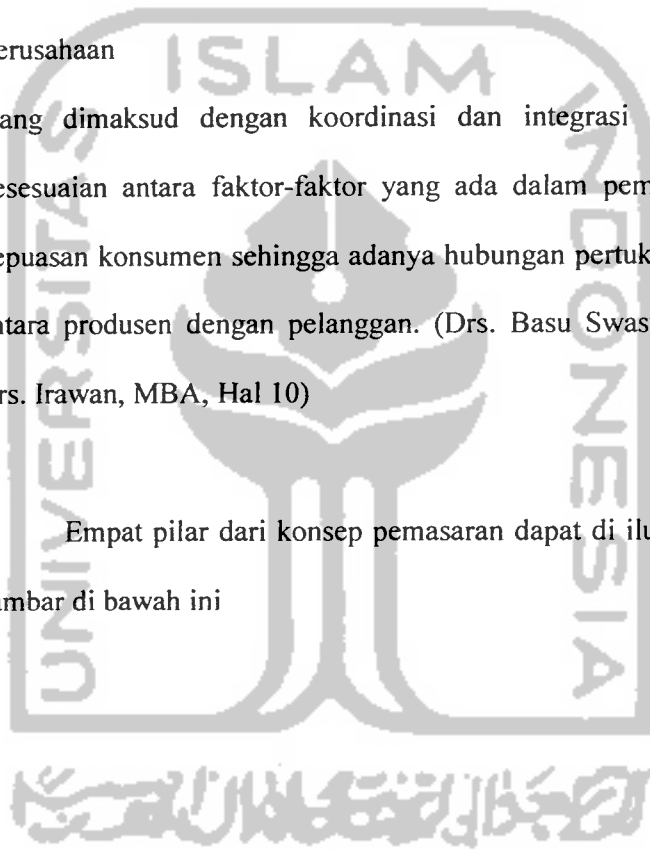 erusahaan
ISLAM
ang dimaksud dengan koordinasi dan integrasi
esesuaian antara faktor-faktor yang ada dalam pem
epuasan konsumen sehingga adanya hubungan pertuk
ntara produsen dengan pelanggan. (Drs. Basu Swas
rs. Irawan, MBA, Hal 10)
Empat pilar dari konsep pemasaran dapat di ilu
mbar di bawah ini
UNIVERSITAS
INDONESIA